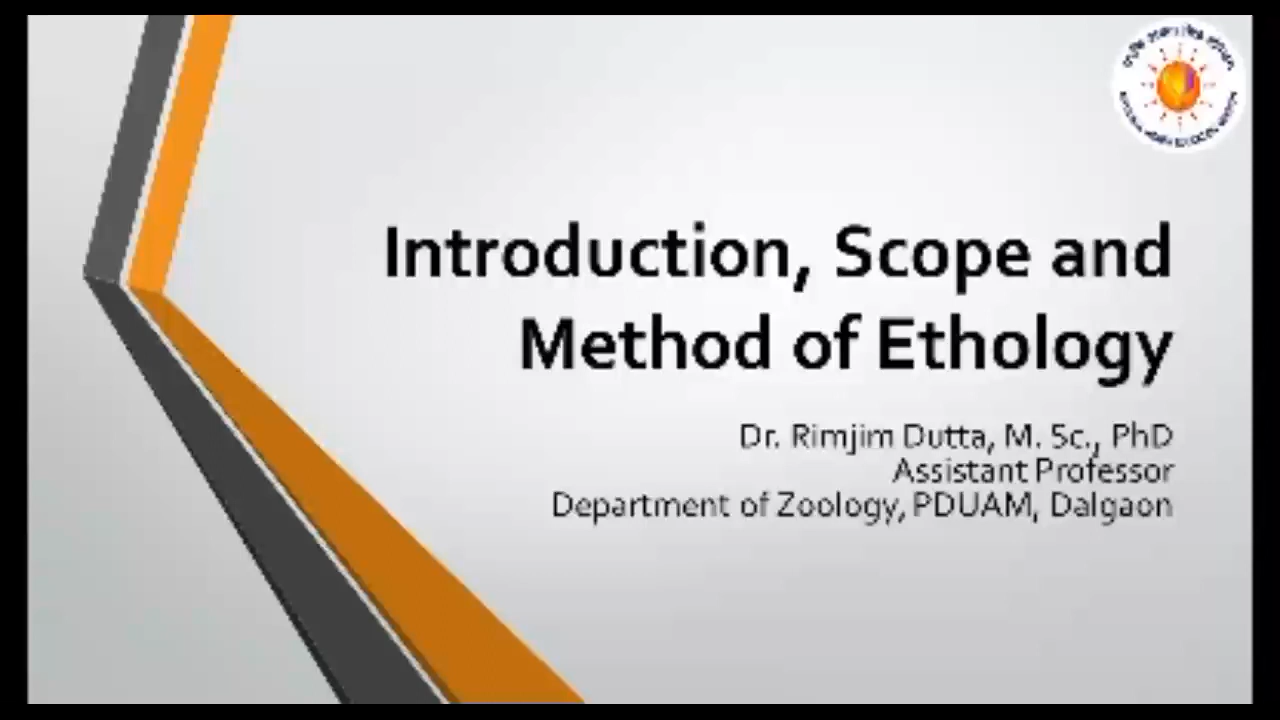 Introduction, Scope and
Method of Ethology
Dr. Rimjim Dutta, M. Sc., PhD
Assistant Professor
Department of Zoology, PDUAM, Dalgaon